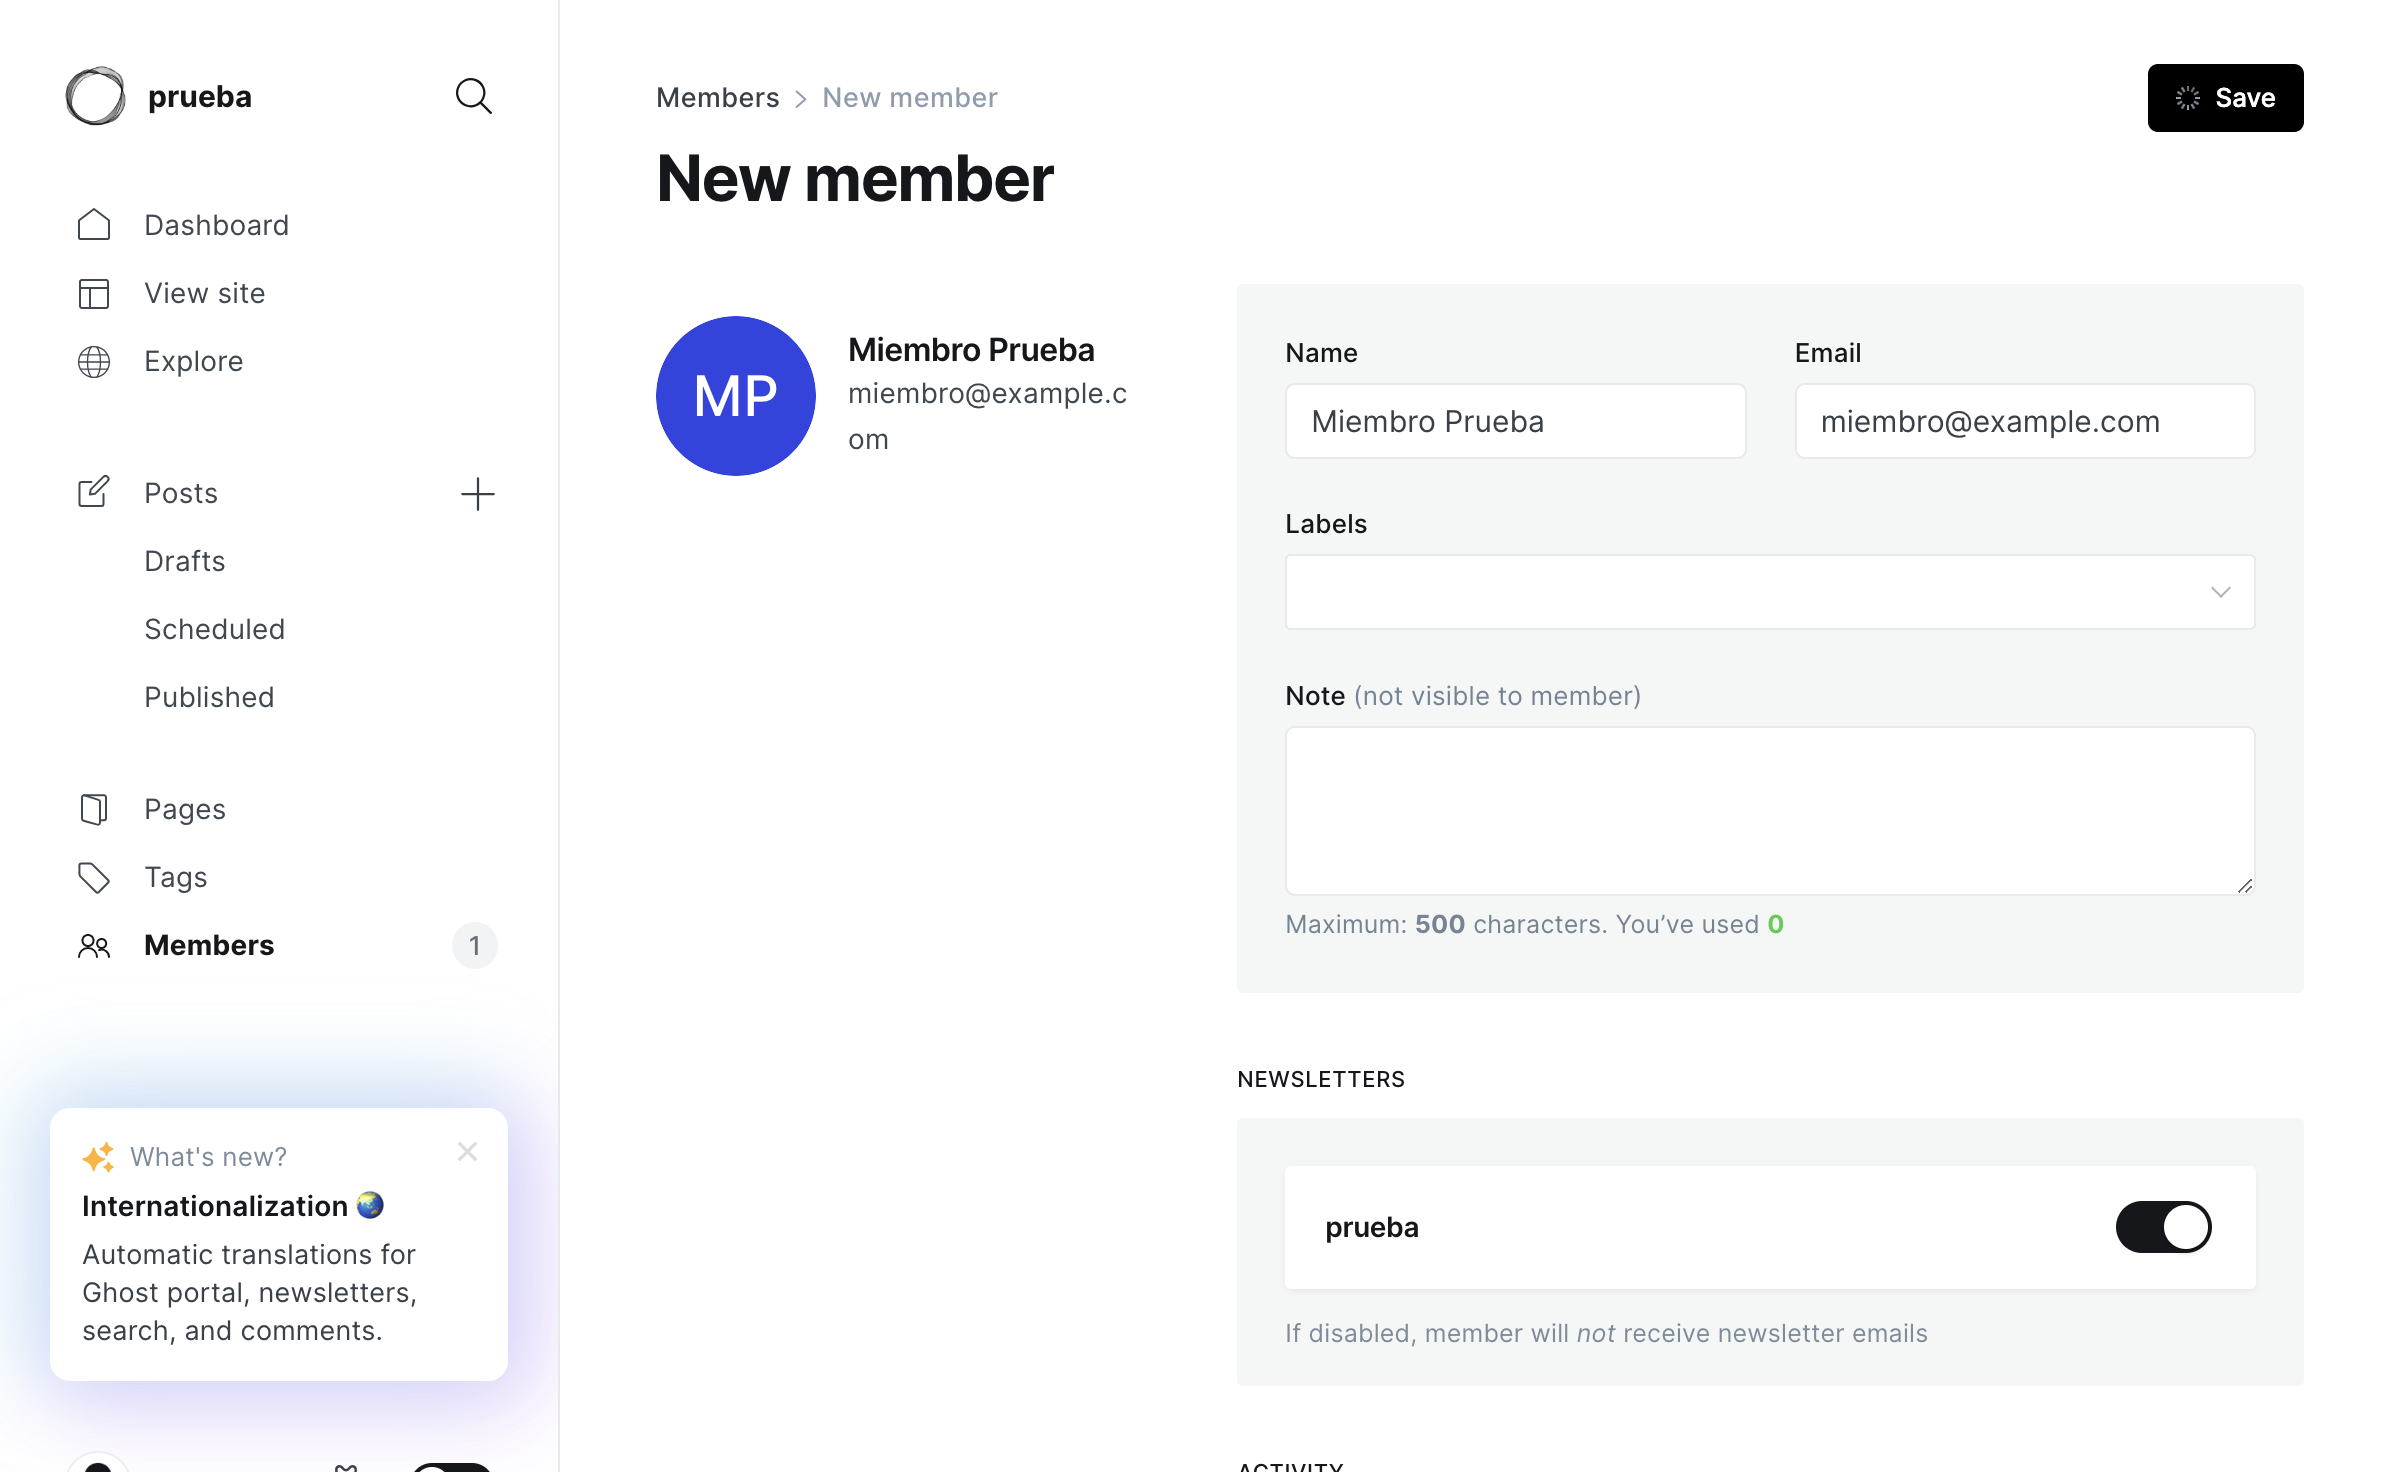 prueba
Dashboard
View site
Explore
Posts
Drafts
Scheduled
Published
Pages
Tags
Members
1
What's new?
Internationalization
Automatic translations for
Ghost portal, newsletters,
search, and comments.
Members > New member
Save
New member
MP
Miembro Prueba
miembro@example.c
om
Name
Miembro Prueba
Email
miembro@example.com
Labels
Note (not visible to member)
Maximum: 500 characters. You’ve used 0
NEWSLETTERS
prueba
If disabled, member will not receive newsletter emails
ACTIVITY